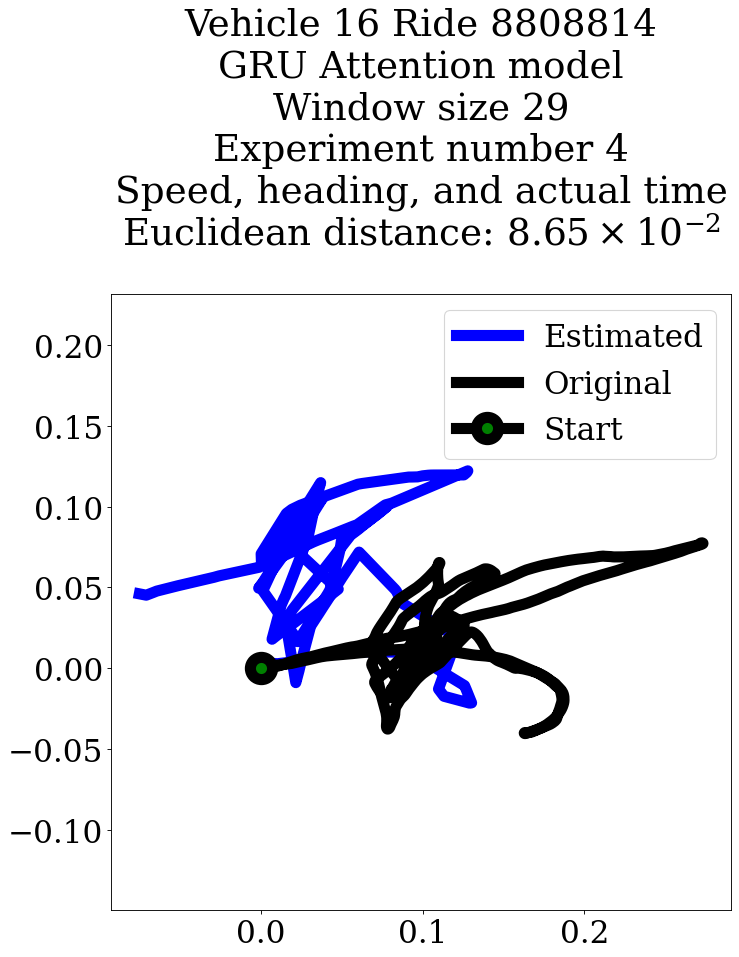 Vehicle 16 Ride 8808814
GRU Attention model
Window size 29
Experiment number 4
Speed, heading, and actual time
Euclidean distance: 8.65 × 10⁻²
Estimated
Original
Start
0.20
0.15
0.10
0.05
0.00
−0.05
−0.10
0.0 0.1 0.2